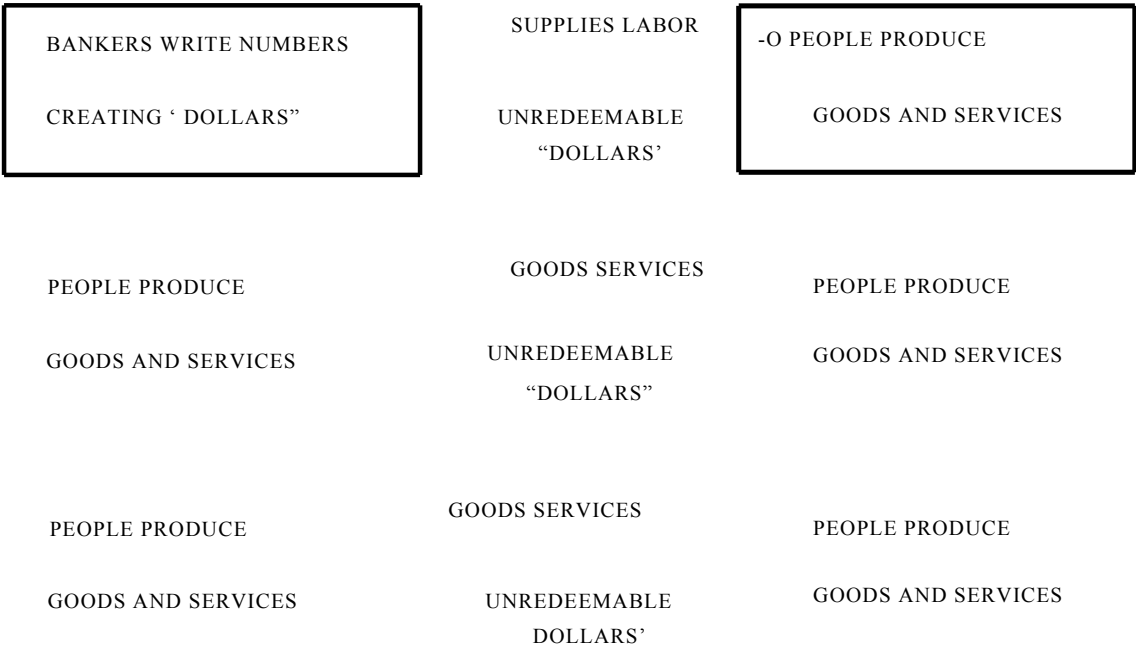 BANKERS WRITE NUMBERS
CREATING ‘ DOLLARS”
SUPPLIES LABOR
UNREDEEMABLE
“DOLLARS’
-O PEOPLE PRODUCE
GOODS AND SERVICES
PEOPLE PRODUCE
GOODS AND SERVICES
GOODS SERVICES
UNREDEEMABLE
“DOLLARS”
PEOPLE PRODUCE
GOODS AND SERVICES
PEOPLE PRODUCE
GOODS AND SERVICES
GOODS SERVICES
UNREDEEMABLE
DOLLARS’
PEOPLE PRODUCE
GOODS AND SERVICES